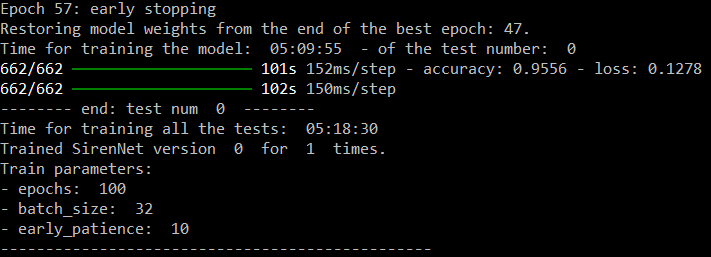 Epoch 57: early stopping
Restoring model weights from the end of the best epoch: 47.
Time for training the model:  05:09:55  - of the test number:  0
662/662 ━━━━━━━━━━━━━━━━━━━━ 101s 152ms/step - accuracy: 0.9556 - loss: 0.1278
662/662 ━━━━━━━━━━━━━━━━━━━━ 102s 150ms/step
-------- end: test num  0  --------
Time for training all the tests:  05:18:30
Trained SirenNet version  0  for  1  times.
Train parameters:
- epochs:  100
- batch_size:  32
- early_patience:  10
-------------------------------------------------